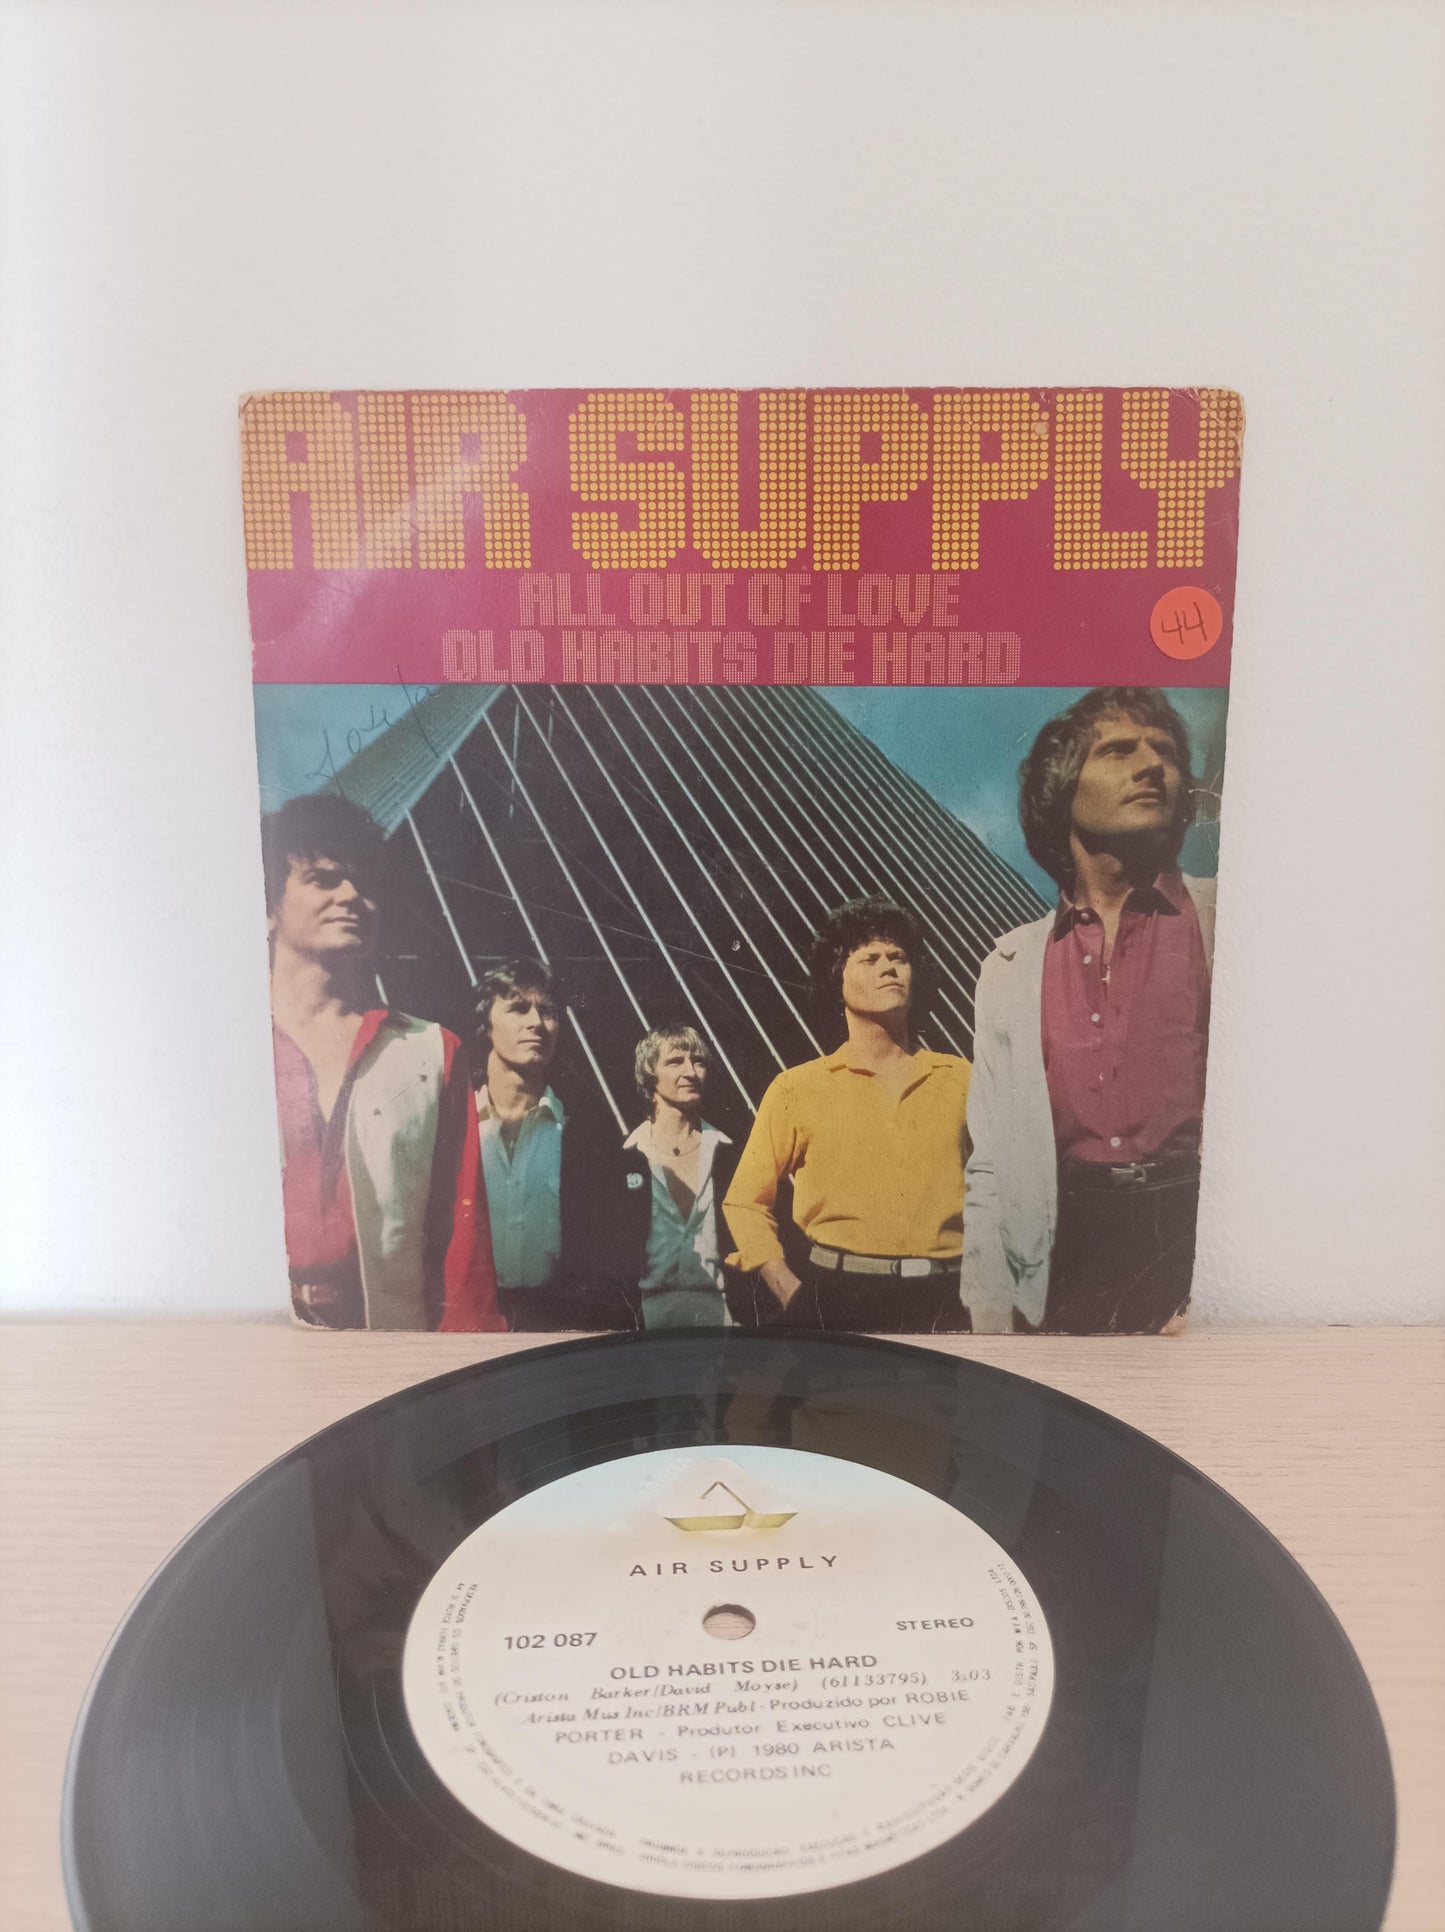 AIR SUPPLY
ALL OUT OF LOVE
OLD HABITS DIE HARD
44
AIR SUPPLY
102 087
STEREO
OLD HABITS DIE HARD
(Criston Barker/David Moyse) (61133795) 3:03
Arista Mus Inc/BRM Publ - Produzido por ROBIE
PORTER - Produtor Executivo CLIVE
DAVIS - (P) 1980 ARISTA
RECORDS INC